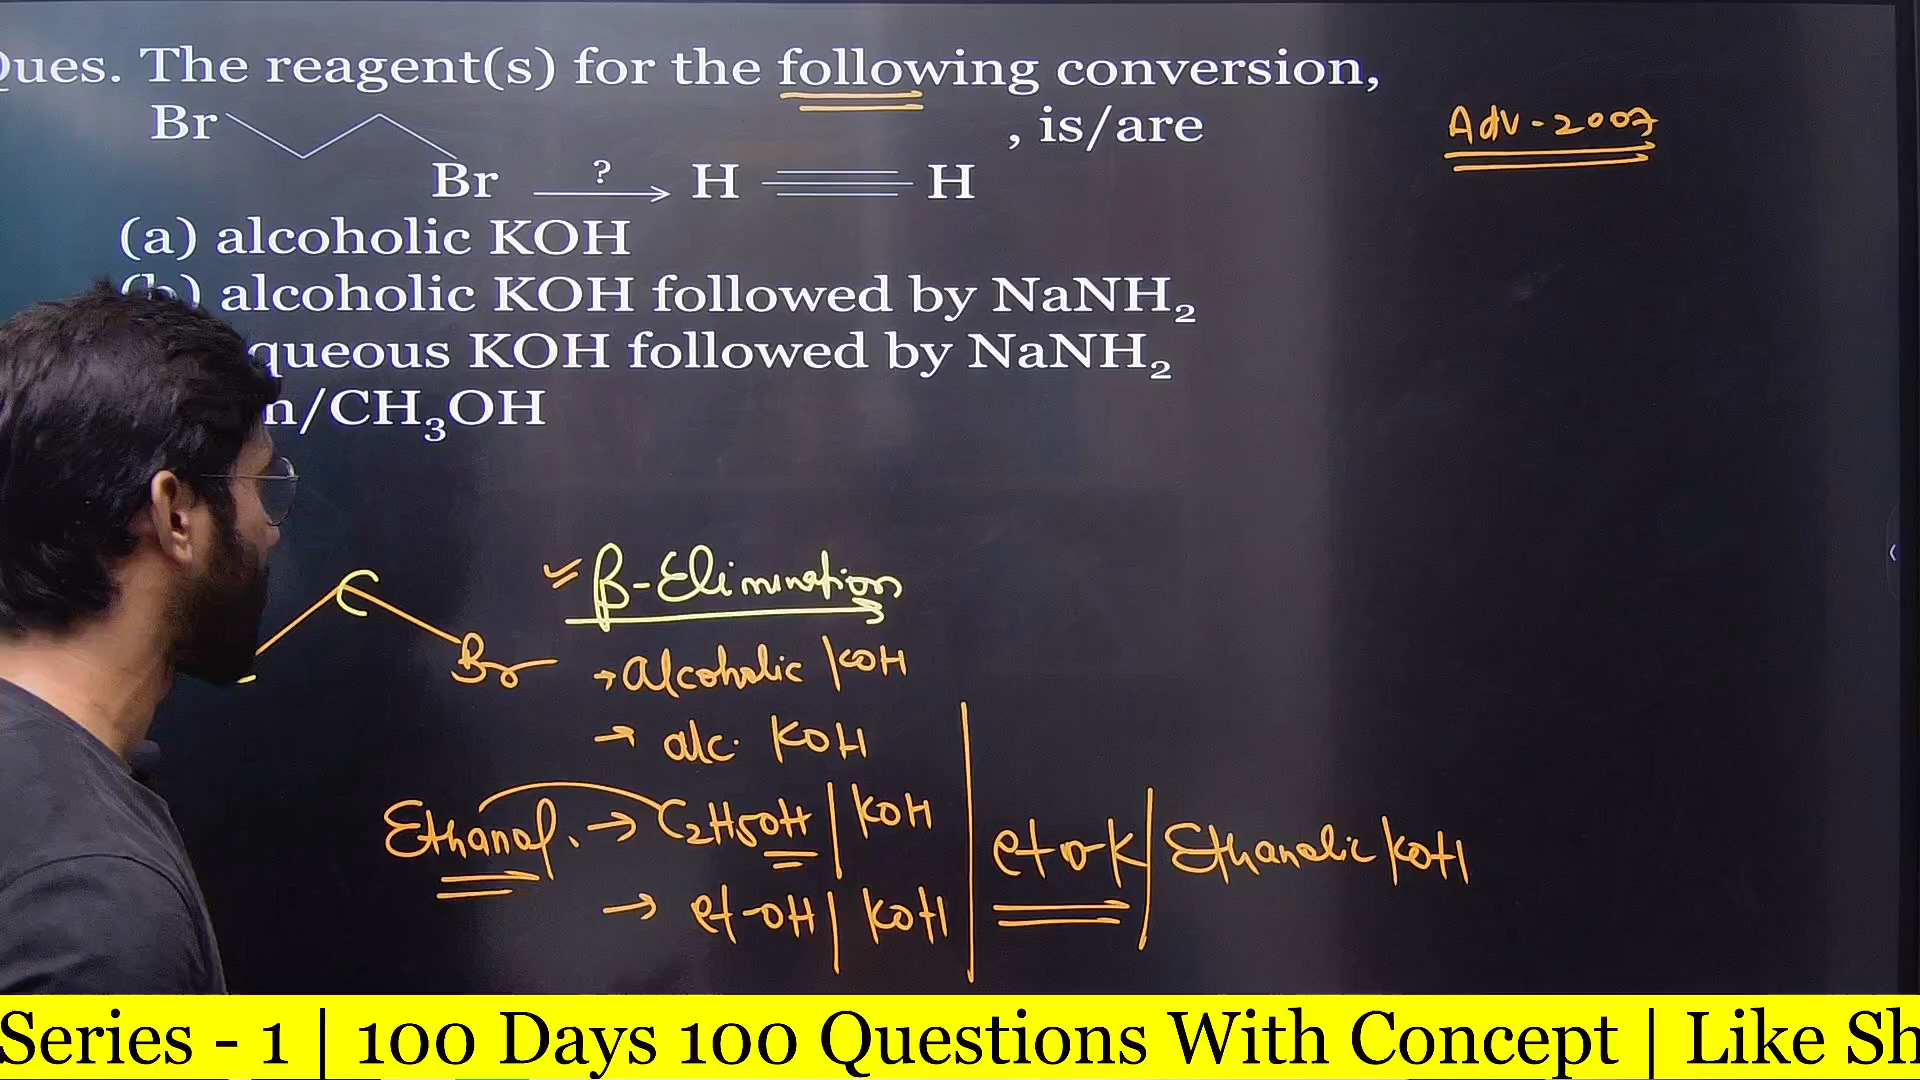 Ques. The reagent(s) for the following conversion,
Br
, is/are
Br ? H H
(a) alcoholic KOH
(b) alcoholic KOH followed by NaNH₂
queous KOH followed by NaNH₂
n/CH₃OH
Adv - 2007
β-Elimination
C
Br → alcoholic KOH
→ alc. KOH
Ethanol. → C₂H₅OH | KOH
→ et-OH | KOH
et-O-K | Ethanolic KOH
Series - 1 | 100 Days 100 Questions With Concept | Like Sh